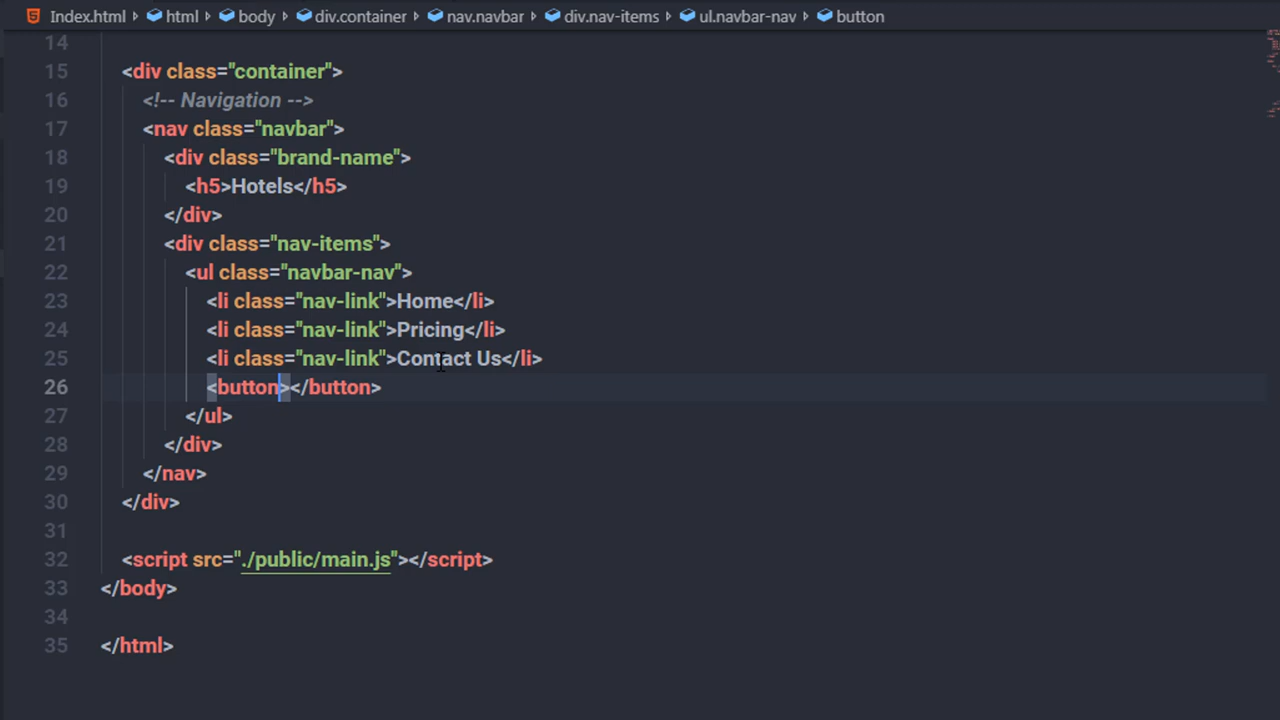 Index.html > html > body > div.container > nav.navbar > div.nav-items > ul.navbar-nav > button
14
15 <div class="container">
16 <!-- Navigation -->
17 <nav class="navbar">
18 <div class="brand-name">
19 <h5>Hotels</h5>
20 </div>
21 <div class="nav-items">
22 <ul class="navbar-nav">
23 <li class="nav-link">Home</li>
24 <li class="nav-link">Pricing</li>
25 <li class="nav-link">Contact Us</li>
26 <button></button>
27 </ul>
28 </div>
29 </nav>
30 </div>
31
32 <script src="./public/main.js"></script>
33 </body>
34
35 </html>